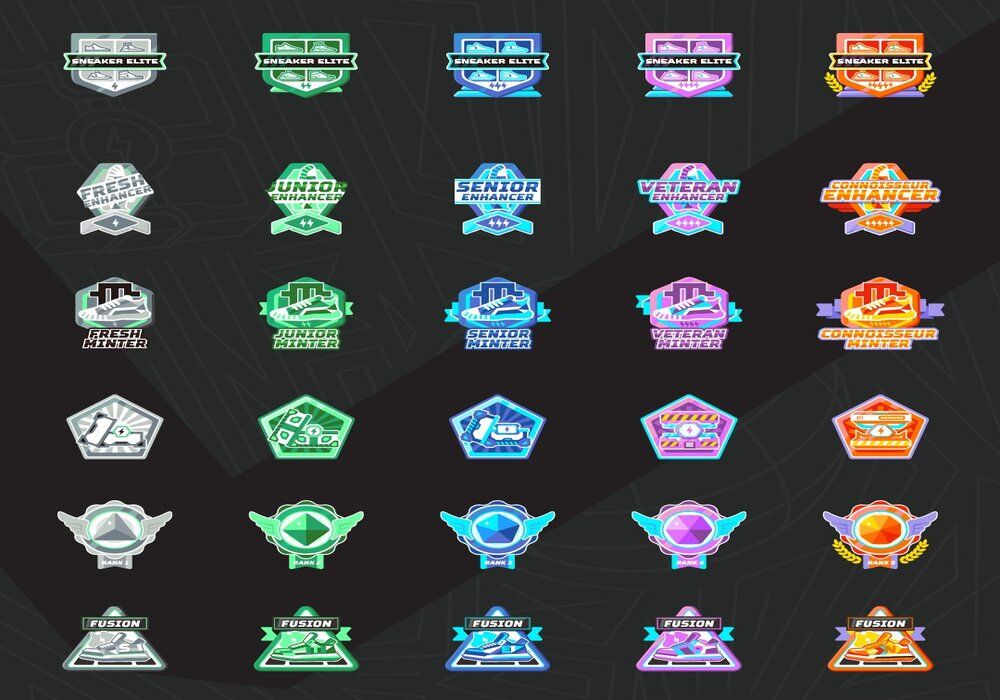 SNEAKER ELITE
SNEAKER ELITE
SNEAKER ELITE
SNEAKER ELITE
SNEAKER ELITE
FRESH
ENHANCER
JUNIOR
ENHANCER
SENIOR
ENHANCER
VETERAN
ENHANCER
CONNOISSEUR
ENHANCER
FRESH
MINTER
JUNIOR
MINTER
SENIOR
MINTER
VETERAN
MINTER
CONNOISSEUR
MINTER
RANK 1
RANK 2
RANK 3
RANK 4
RANK 5
FUSION
FUSION
FUSION
FUSION
FUSION